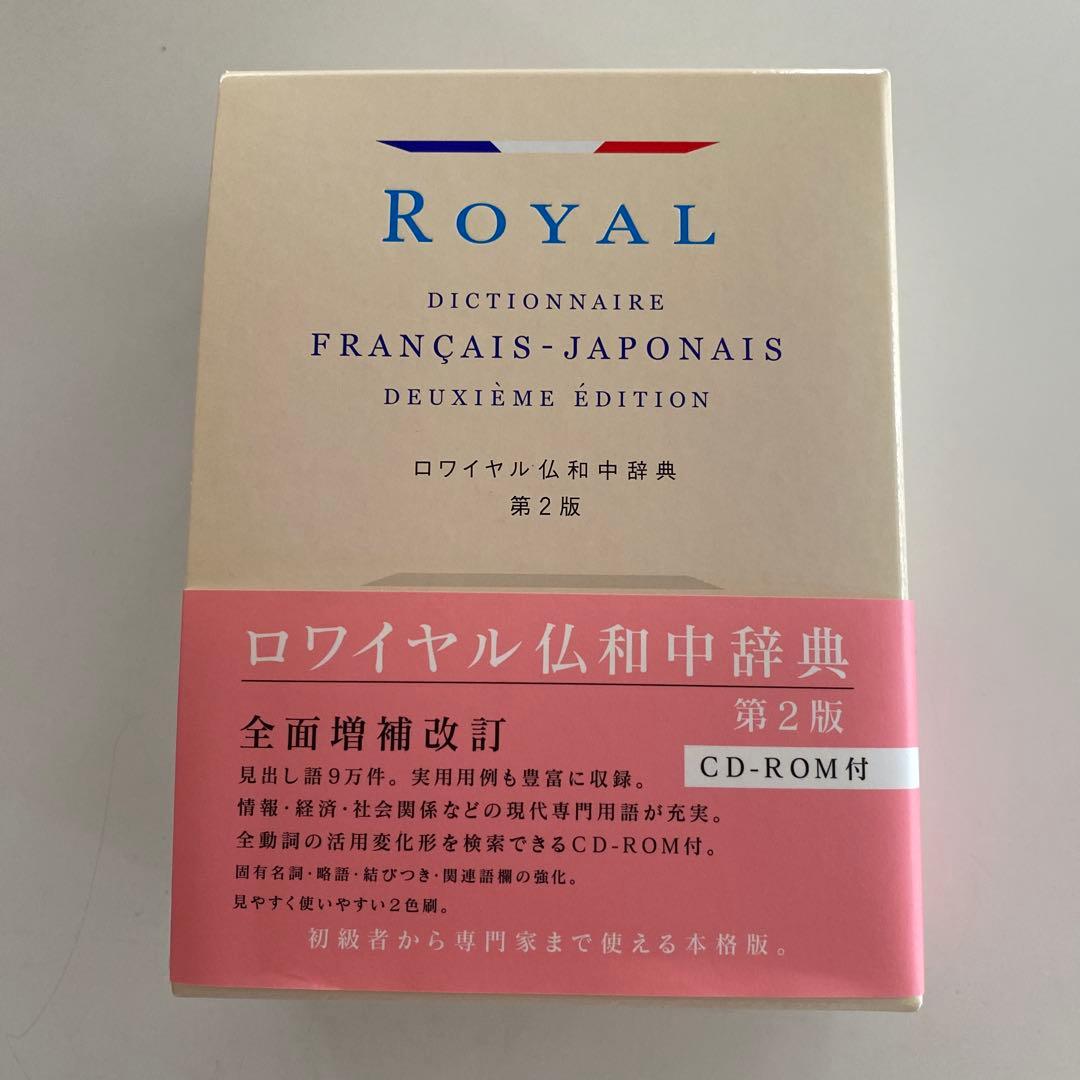 ROYAL
DICTIONNAIRE
FRANÇAIS-JAPONAIS
DEUXIÈME ÉDITION
ロワイヤル仏和中辞典
第2版
ロワイヤル仏和中辞典
第2版
CD-ROM付
全面増補改訂
見出し語9万件。実用用例も豊富に収録。
情報・経済・社会関係などの現代専門用語が充実。
全動詞の活用変化形を検索できるCD-ROM付。
固有名詞・略語・結びつき・関連語欄の強化。
見やすく使いやすい2色刷。
初級者から専門家まで使える本格版。